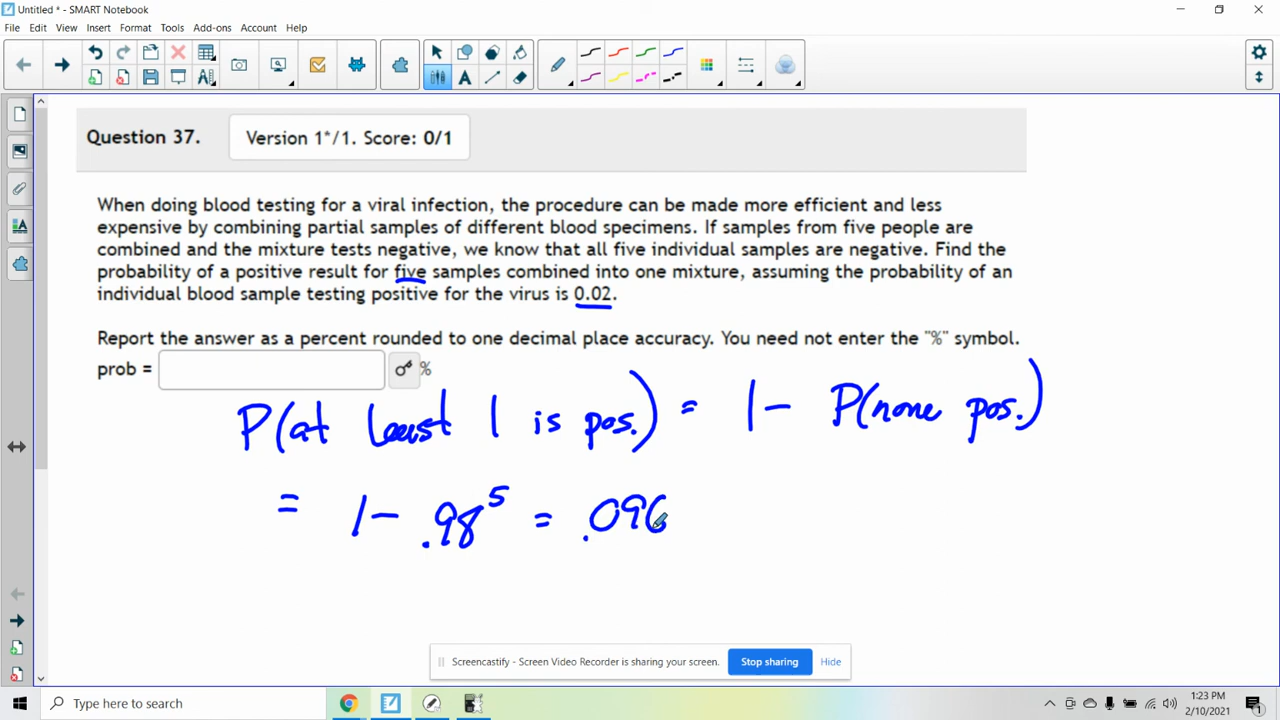 Untitled * - SMART Notebook
File Edit View Insert Format Tools Add-ons Account Help
Question 37. Version 1*/1. Score: 0/1
When doing blood testing for a viral infection, the procedure can be made more efficient and less
expensive by combining partial samples of different blood specimens. If samples from five people are
combined and the mixture tests negative, we know that all five individual samples are negative. Find the
probability of a positive result for five samples combined into one mixture, assuming the probability of an
individual blood sample testing positive for the virus is 0.02.
Report the answer as a percent rounded to one decimal place accuracy. You need not enter the "%" symbol.
prob = %
P(at least 1 is pos.) = 1 - P(none pos.)
= 1 - .98^5 = .096
Screencastify - Screen Video Recorder is sharing your screen. Stop sharing Hide
Type here to search
1:23 PM
2/10/2021